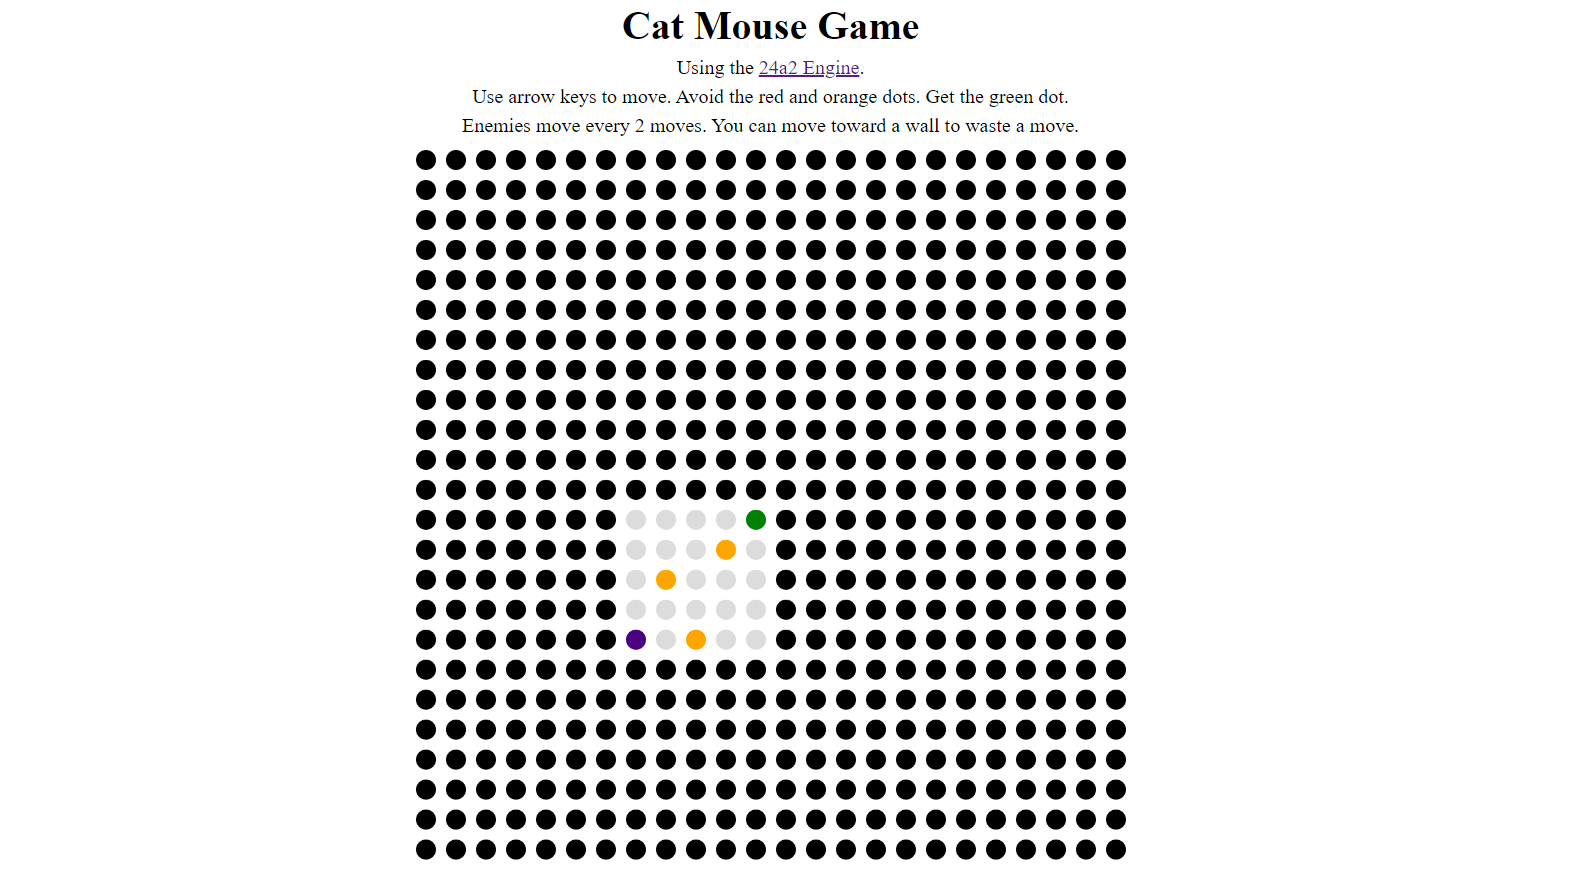 Cat Mouse Game
Using the 24a2 Engine.
Use arrow keys to move. Avoid the red and orange dots. Get the green dot.
Enemies move every 2 moves. You can move toward a wall to waste a move.